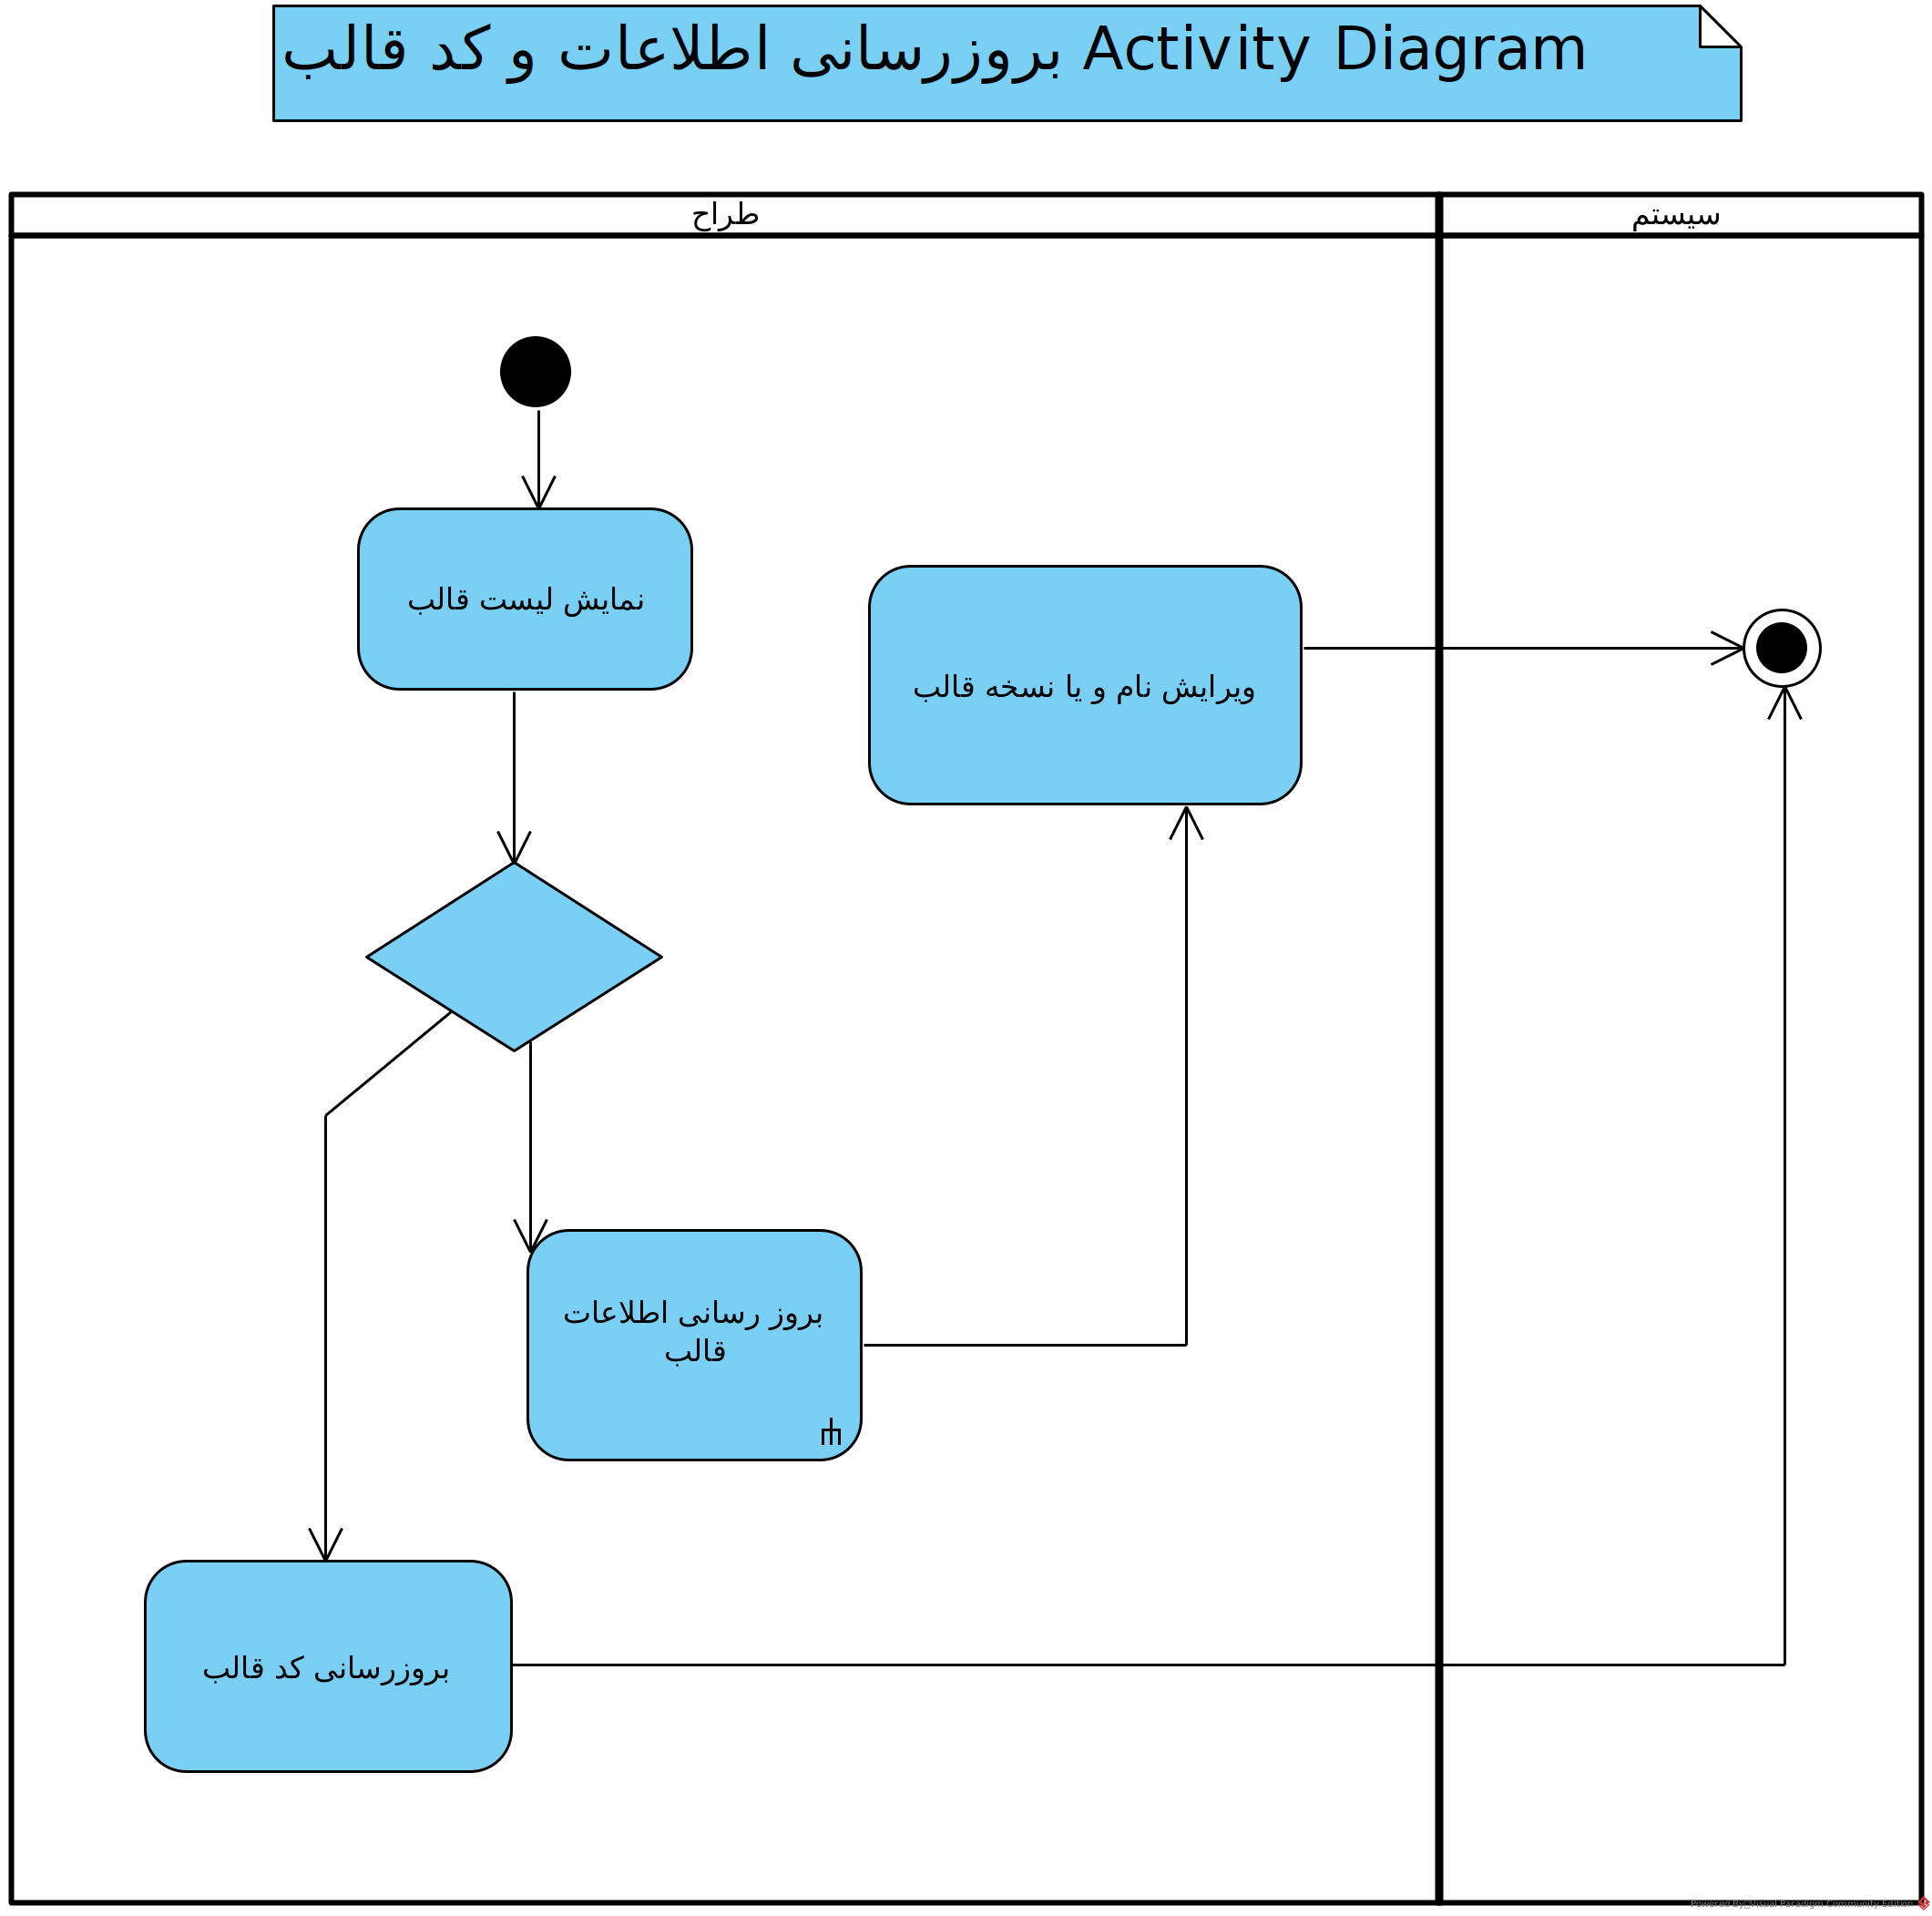 Activity Diagram بروزرسانی اطلاعات و کد قالب
طراح
سیستم
نمایش لیست قالب
ویرایش نام و یا نسخه قالب
بروز رسانی اطلاعات
قالب
بروزرسانی کد قالب
Powered By Visual Paradigm Community Edition